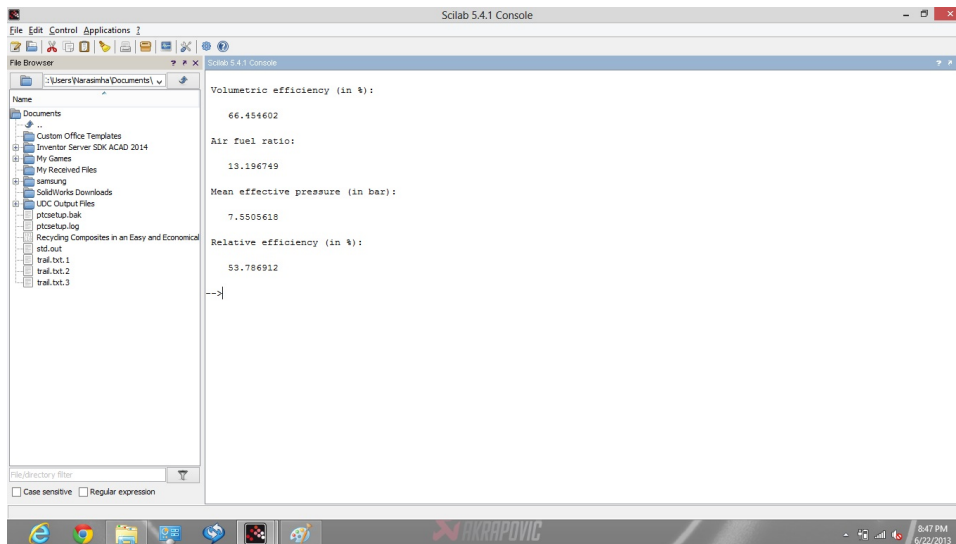 Scilab 5.4.1 Console
File Edit Control Applications ?
File Browser
Scilab 5.4.1 Console
:\Users\Narasimha\Documents\
Name
Documents
..
Custom Office Templates
Inventor Server SDK ACAD 2014
My Games
My Received Files
samsung
SolidWorks Downloads
UDC Output Files
ptcsetup.bak
ptcsetup.log
Recycling Composites in an Easy and Economical
std.out
trail.txt.1
trail.txt.2
trail.txt.3
Volumetric efficiency (in %):
66.454602
Air fuel ratio:
13.196749
Mean effective pressure (in bar):
7.5505618
Relative efficiency (in %):
53.786912
-->
File/directory filter
Case sensitive Regular expression
AKRAPOVIC
8:47 PM
6/22/2013